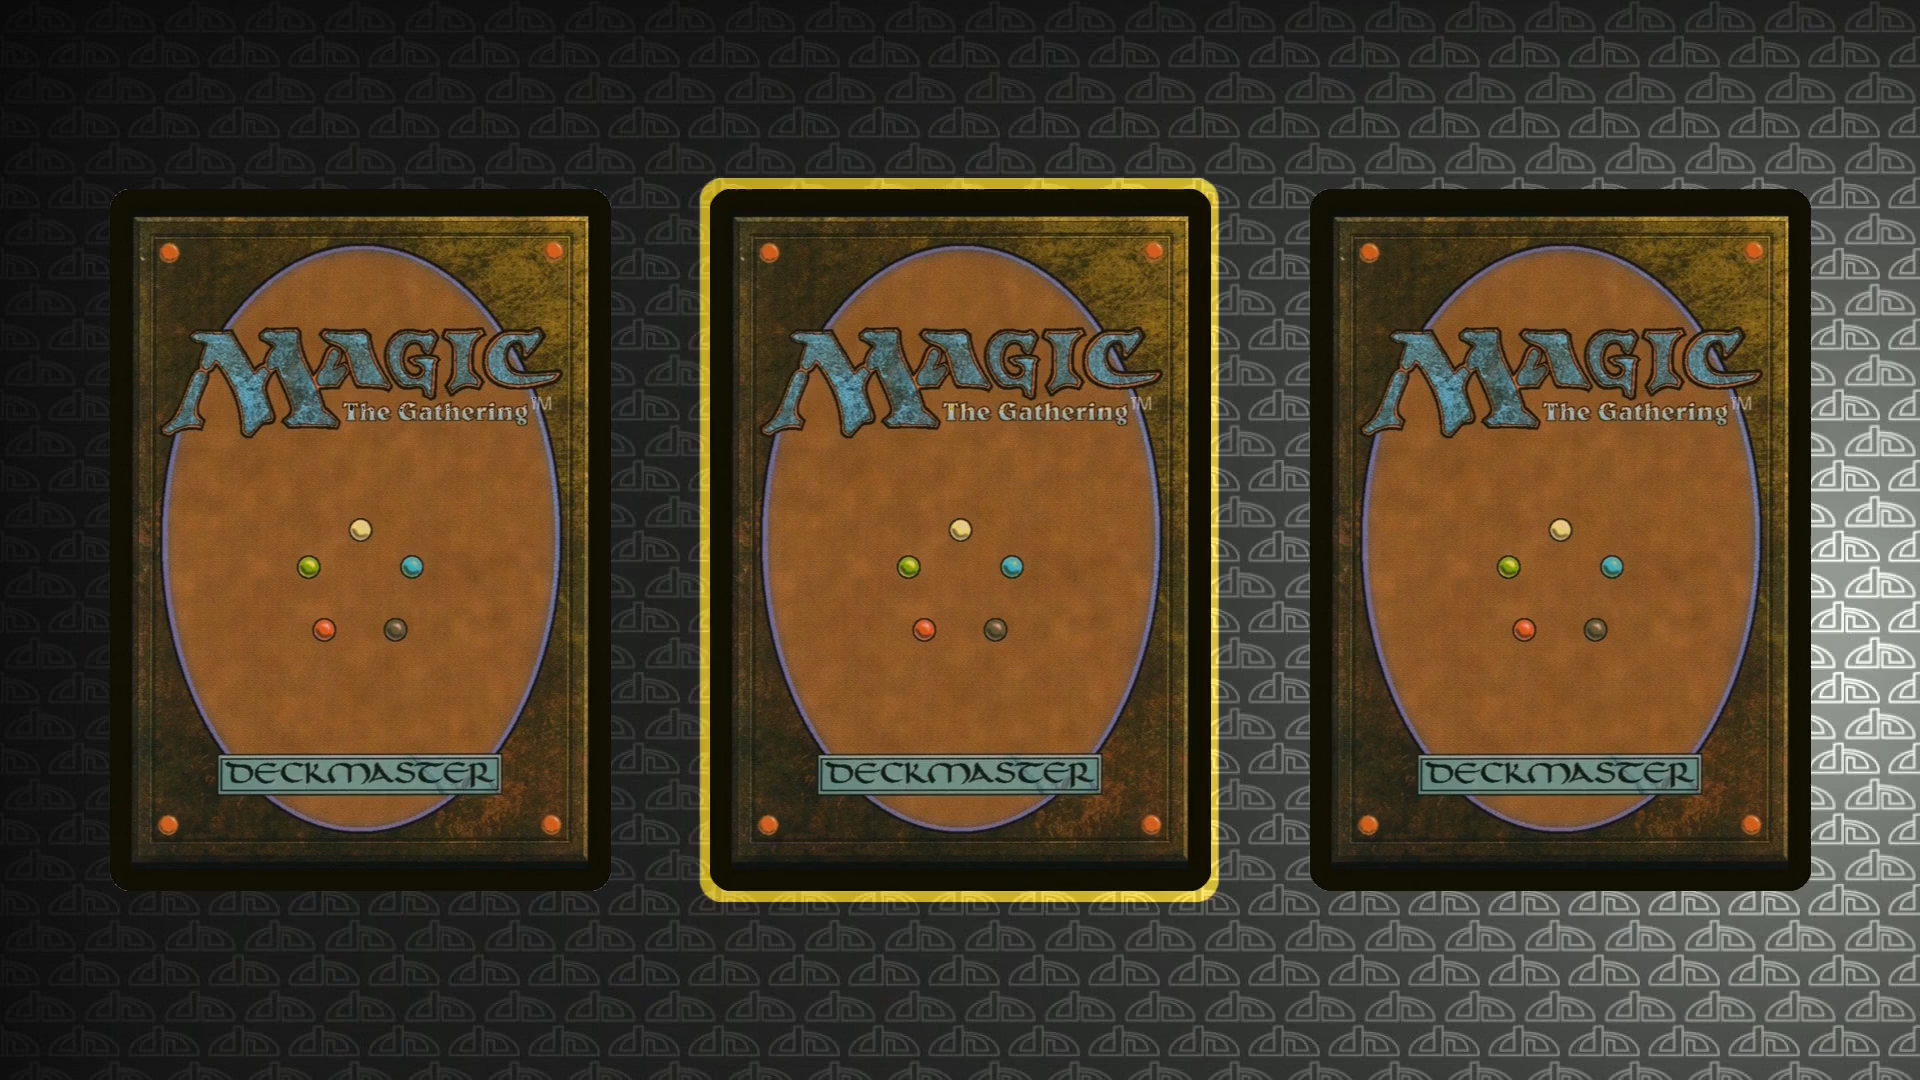 MAGIC
The Gathering™
DECKMASTER
MAGIC
The Gathering™
DECKMASTER
MAGIC
The Gathering™
DECKMASTER